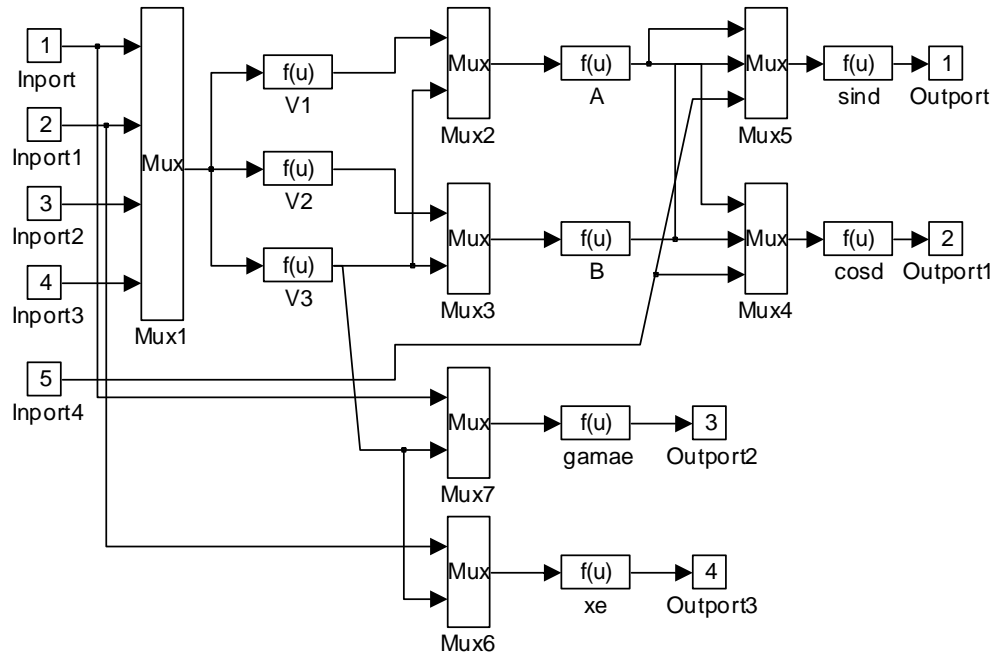 1
Inport
2
Inport1
3
Inport2
4
Inport3
5
Inport4
Mux
Mux1
f(u)
V1
f(u)
V2
f(u)
V3
Mux
Mux2
Mux
Mux3
f(u)
A
f(u)
B
Mux
Mux5
Mux
Mux4
f(u)
sind
f(u)
cosd
1
Outport
2
Outport1
Mux
Mux7
f(u)
gamae
3
Outport2
Mux
Mux6
f(u)
xe
4
Outport3